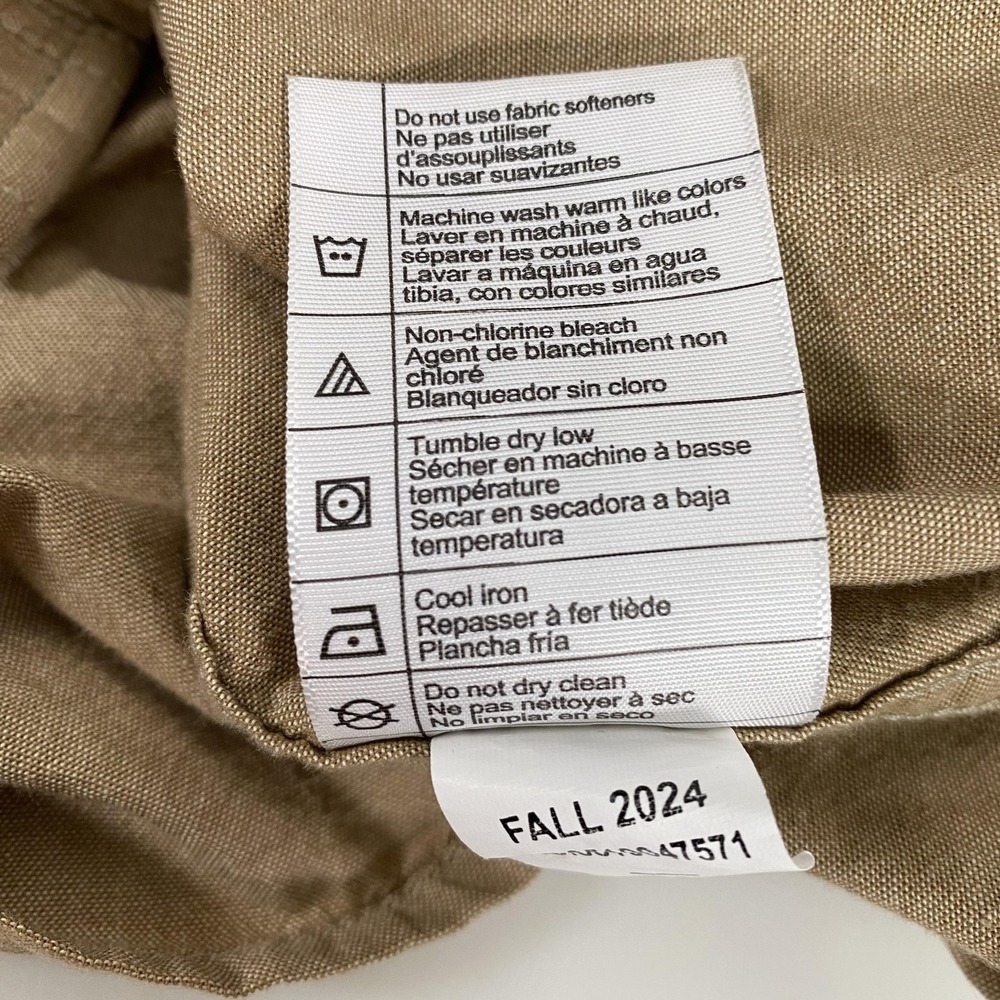 Do not use fabric softeners
Ne pas utiliser
d'assouplissants
No usar suavizantes
Machine wash warm like colors
Laver en machine à chaud,
séparer les couleurs
Lavar a máquina en agua
tibia, con colores similares
Non-chlorine bleach
Agent de blanchiment non
chloré
Blanqueador sin cloro
Tumble dry low
Sécher en machine à basse
température
Secar en secadora a baja
temperatura
Cool iron
Repasser à fer tiède
Plancha fría
Do not dry clean
Ne pas nettoyer à sec
No limpiar en seco
FALL 2024